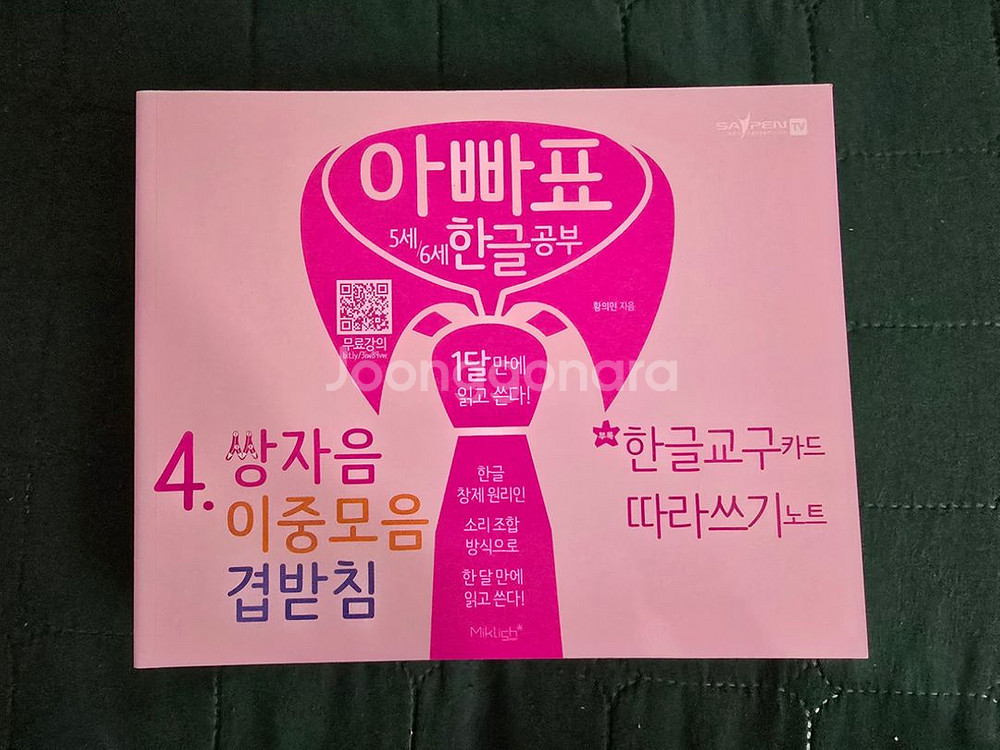 SAYPEN TV
아빠표
5세/6세 한글공부
황의민 지음
무료강의
1달만에
읽고 쓴다!
Joonggonara
4. 쌍자음
이중모음
겹받침
한글교구카드
따라쓰기노트
한글
창제 원리인
소리 조합
방식으로
한 달 만에
읽고 쓴다!
Miklish*